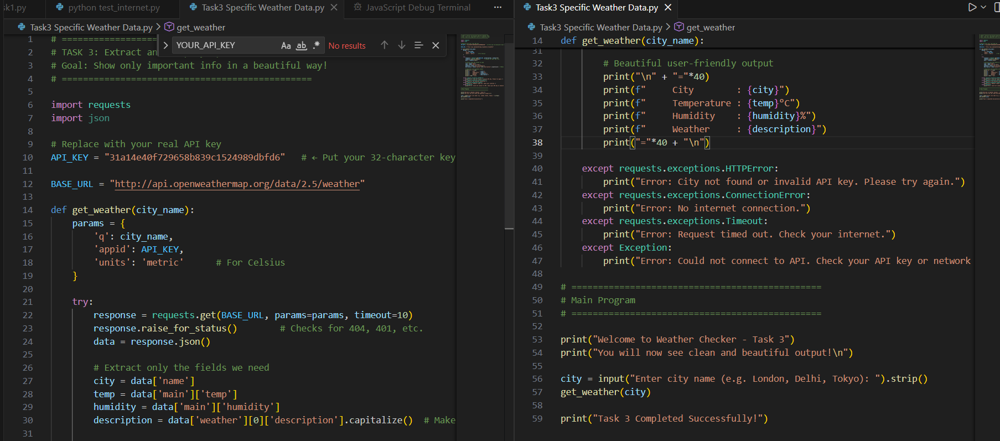 sk1.py
python test_internet.py
Task3 Specific Weather Data.py
JavaScript Debug Terminal
Task3 Specific Weather Data.py > get_weather
YOUR_API_KEY
Aa ab .* No results
1 # ==================
2 # TASK 3: Extract an
3 # Goal: Show only important info in a beautiful way!
4 # ===============================================
5
6 import requests
7 import json
8
9 # Replace with your real API key
10 API_KEY = "31a14e40f729658b839c1524989dbfd6"   # ← Put your 32-character key
11
12 BASE_URL = "http://api.openweathermap.org/data/2.5/weather"
13
14 def get_weather(city_name):
15     params = {
16         'q': city_name,
17         'appid': API_KEY,
18         'units': 'metric'      # For Celsius
19     }
20
21     try:
22         response = requests.get(BASE_URL, params=params, timeout=10)
23         response.raise_for_status()        # Checks for 404, 401, etc.
24         data = response.json()
25
26         # Extract only the fields we need
27         city = data['name']
28         temp = data['main']['temp']
29         humidity = data['main']['humidity']
30         description = data['weather'][0]['description'].capitalize()  # Make
31
Task3 Specific Weather Data.py
Task3 Specific Weather Data.py > get_weather
14 def get_weather(city_name):
31
32         # Beautiful user-friendly output
33         print("\n" + "="*40)
34         print(f"     City        : {city}")
35         print(f"     Temperature : {temp}°C")
36         print(f"     Humidity    : {humidity}%")
37         print(f"     Weather     : {description}")
38         print("="*40 + "\n")
39
40     except requests.exceptions.HTTPError:
41         print("Error: City not found or invalid API key. Please try again.")
42     except requests.exceptions.ConnectionError:
43         print("Error: No internet connection.")
44     except requests.exceptions.Timeout:
45         print("Error: Request timed out. Check your internet.")
46     except Exception:
47         print("Error: Could not connect to API. Check your API key or network
48
49 # ===============================================
50 # Main Program
51 # ===============================================
52
53 print("Welcome to Weather Checker - Task 3")
54 print("You will now see clean and beautiful output!\n")
55
56 city = input("Enter city name (e.g. London, Delhi, Tokyo): ").strip()
57 get_weather(city)
58
59 print("Task 3 Completed Successfully!")